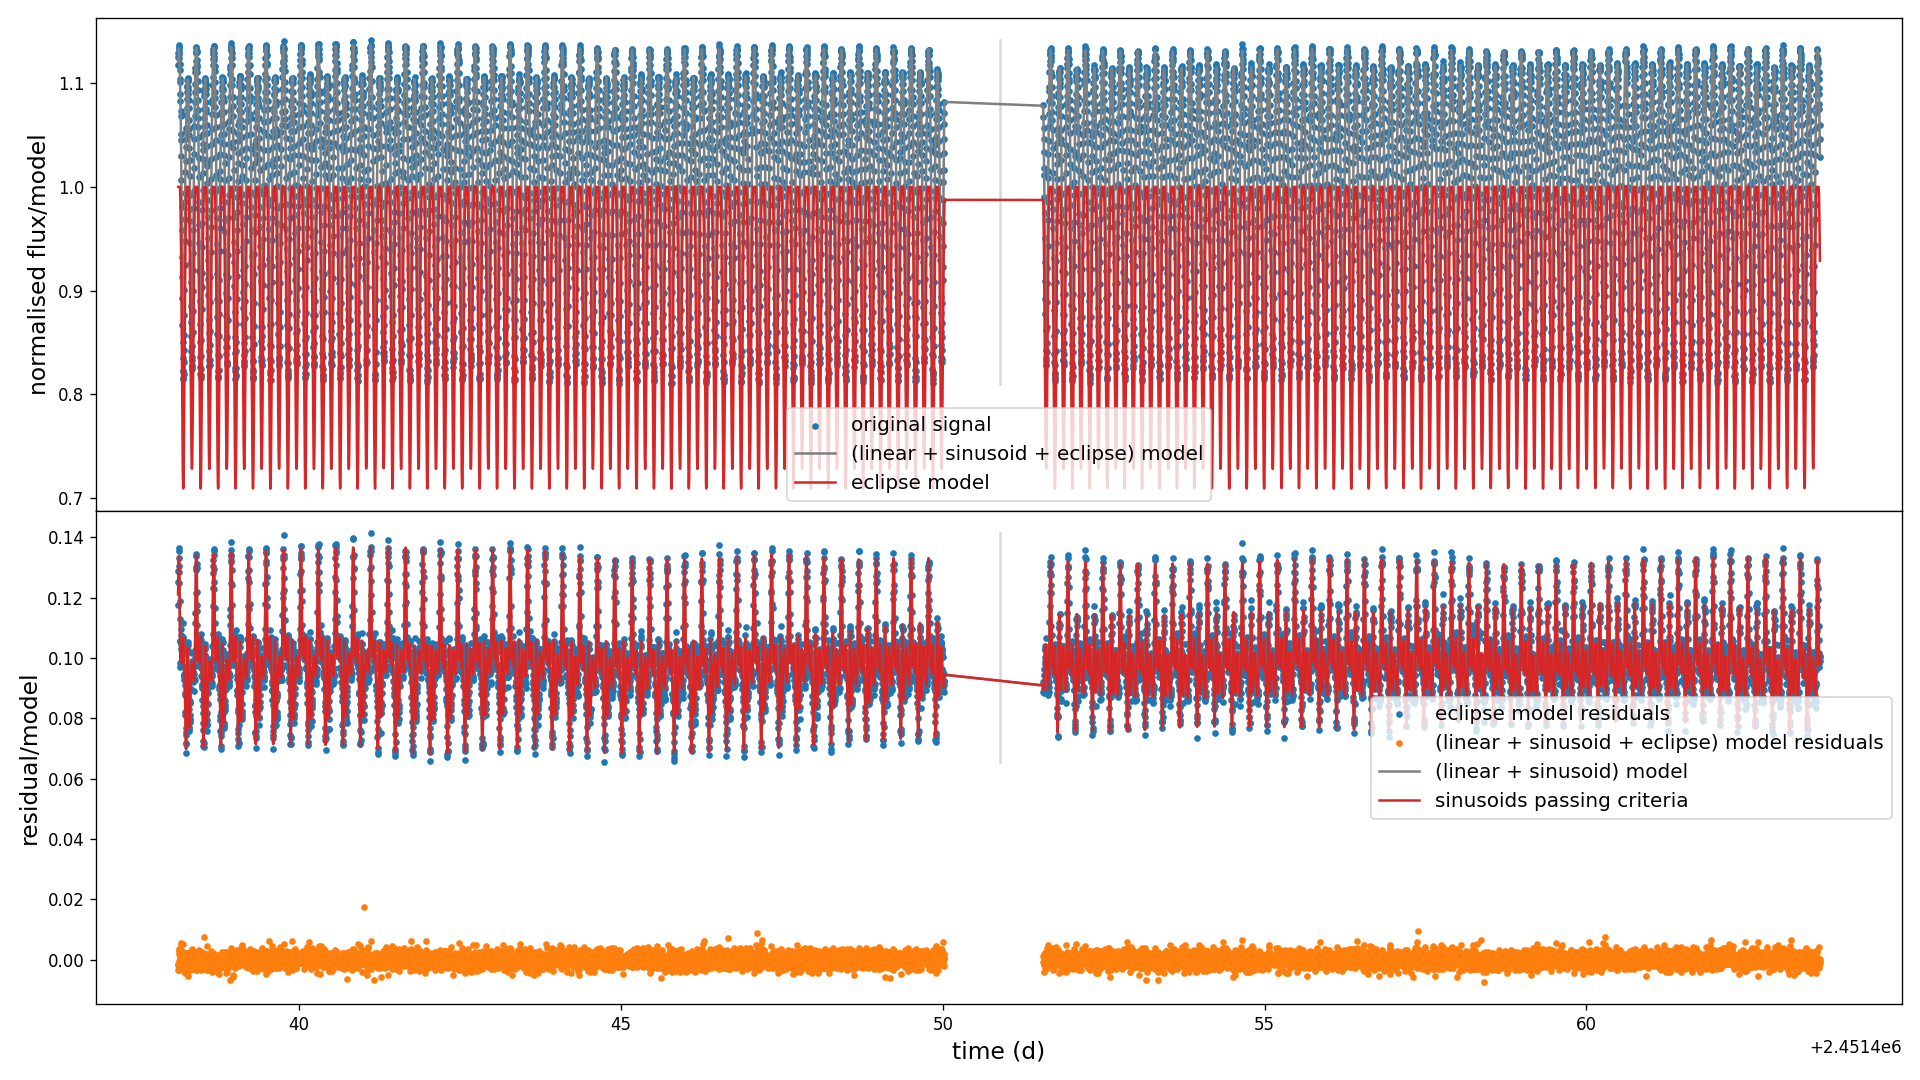 normalised flux/model
1.1
1.0
0.9
0.8
0.7
original signal
(linear + sinusoid + eclipse) model
eclipse model
residual/model
0.14
0.12
0.10
0.08
0.06
0.04
0.02
0.00
eclipse model residuals
(linear + sinusoid + eclipse) model residuals
(linear + sinusoid) model
sinusoids passing criteria
40
45
50
55
60
time (d)
+2.4514e6